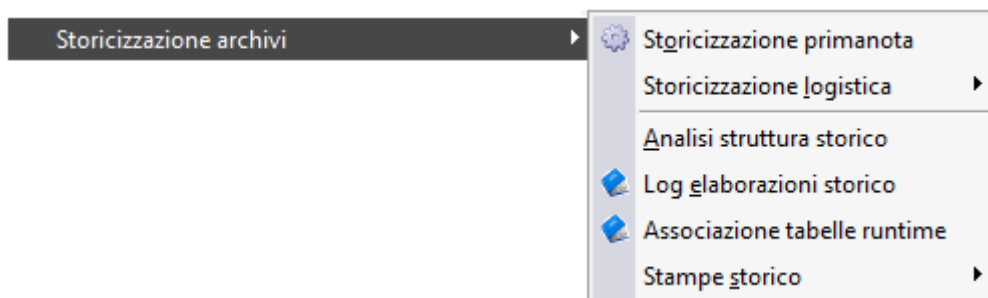 Storicizzazione archivi
Storicizzazione primanota
Storicizzazione logistica
Analisi struttura storico
Log elaborazioni storico
Associazione tabelle runtime
Stampe storico